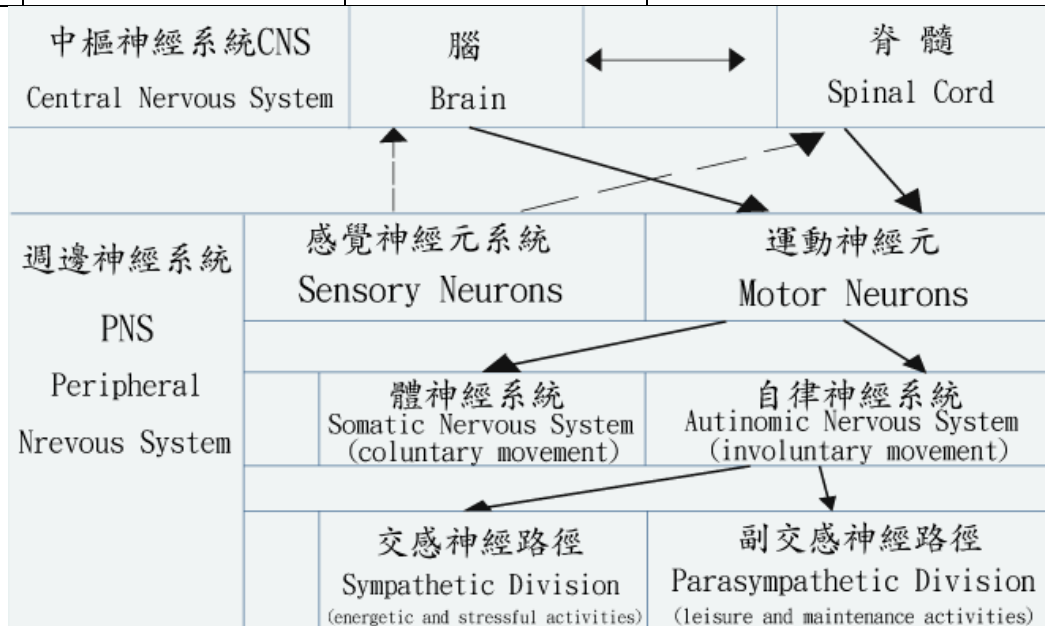 中樞神經系統CNS
Central Nervous System
腦
Brain
脊 髓
Spinal Cord
週邊神經系統
PNS
Peripheral
Nrevous System
感覺神經元系統
Sensory Neurons
運動神經元
Motor Neurons
體神經系統
Somatic Nervous System
(coluntary movement)
自律神經系統
Autinomic Nervous System
(involuntary movement)
交感神經路徑
Sympathetic Division
(energetic and stressful activities)
副交感神經路徑
Parasympathetic Division
(leisure and maintenance activities)